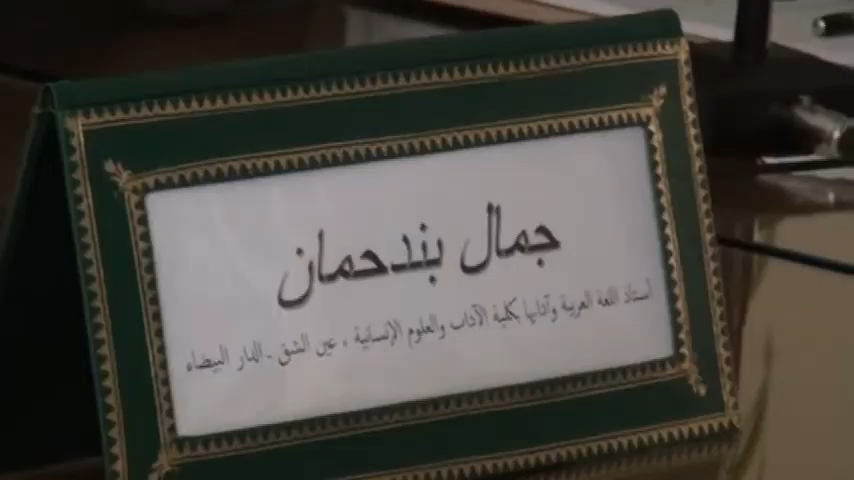 جمال بندحمان
أستاذ اللغة العربية وآدابها بكلية الآداب والعلوم الإنسانية ، عين الشق - الدار البيضاء